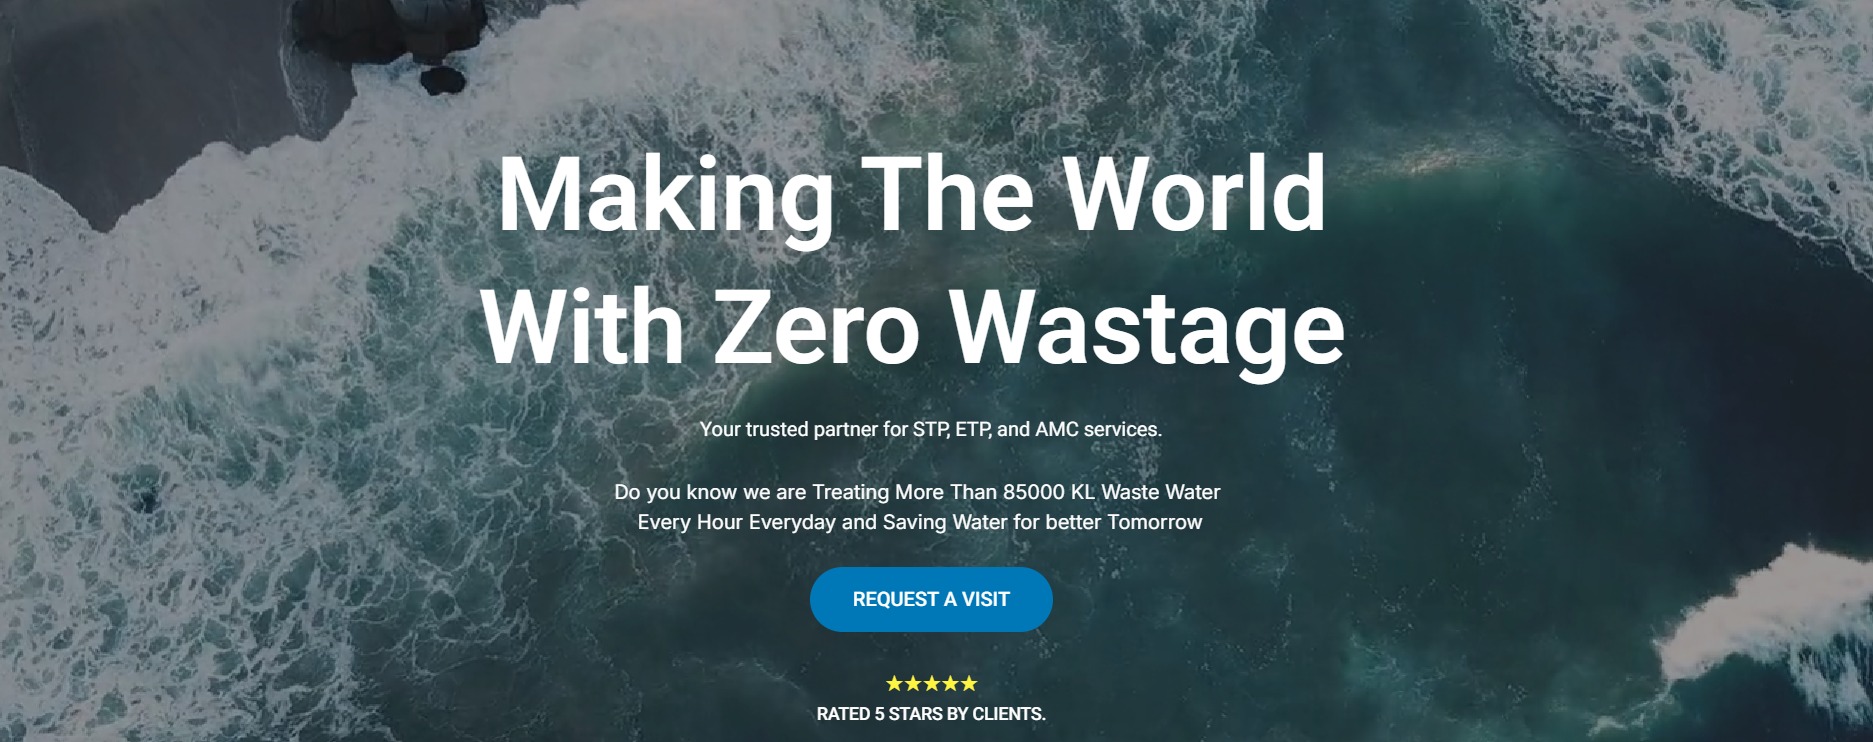 Making The World
With Zero Wastage
Your trusted partner for STP, ETP, and AMC services.
Do you know we are Treating More Than 85000 KL Waste Water
Every Hour Everyday and Saving Water for better Tomorrow
REQUEST A VISIT
RATED 5 STARS BY CLIENTS.